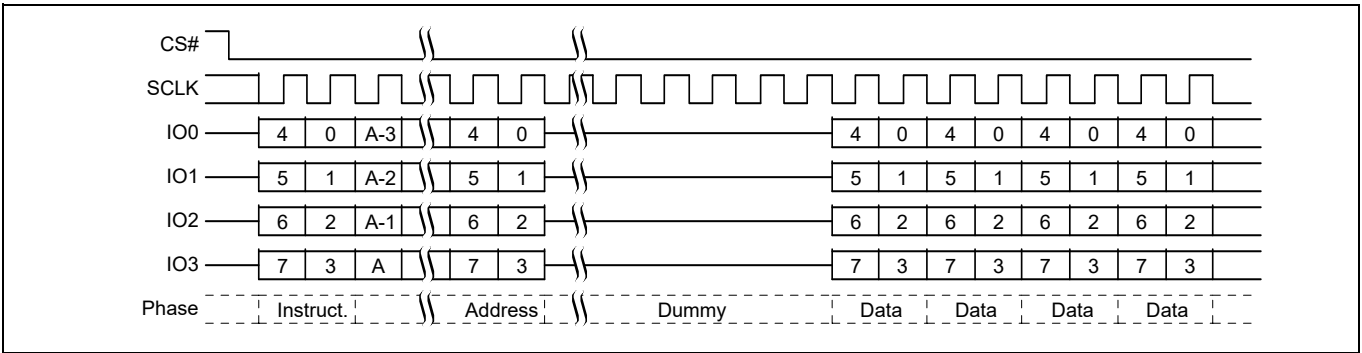 CS#
SCLK
IO0 4 0 A-3 4 0 4 0 4 0 4 0 4 0
IO1 5 1 A-2 5 1 5 1 5 1 5 1 5 1
IO2 6 2 A-1 6 2 6 2 6 2 6 2 6 2
IO3 7 3 A 7 3 7 3 7 3 7 3 7 3
Phase Instruct. Address Dummy Data Data Data Data